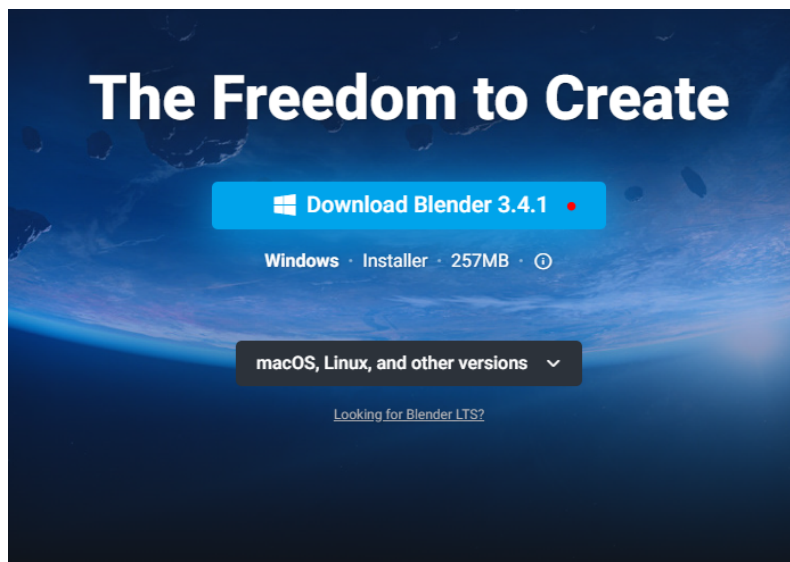 The Freedom to Create
Download Blender 3.4.1
Windows · Installer · 257MB ·
macOS, Linux, and other versions
Looking for Blender LTS?